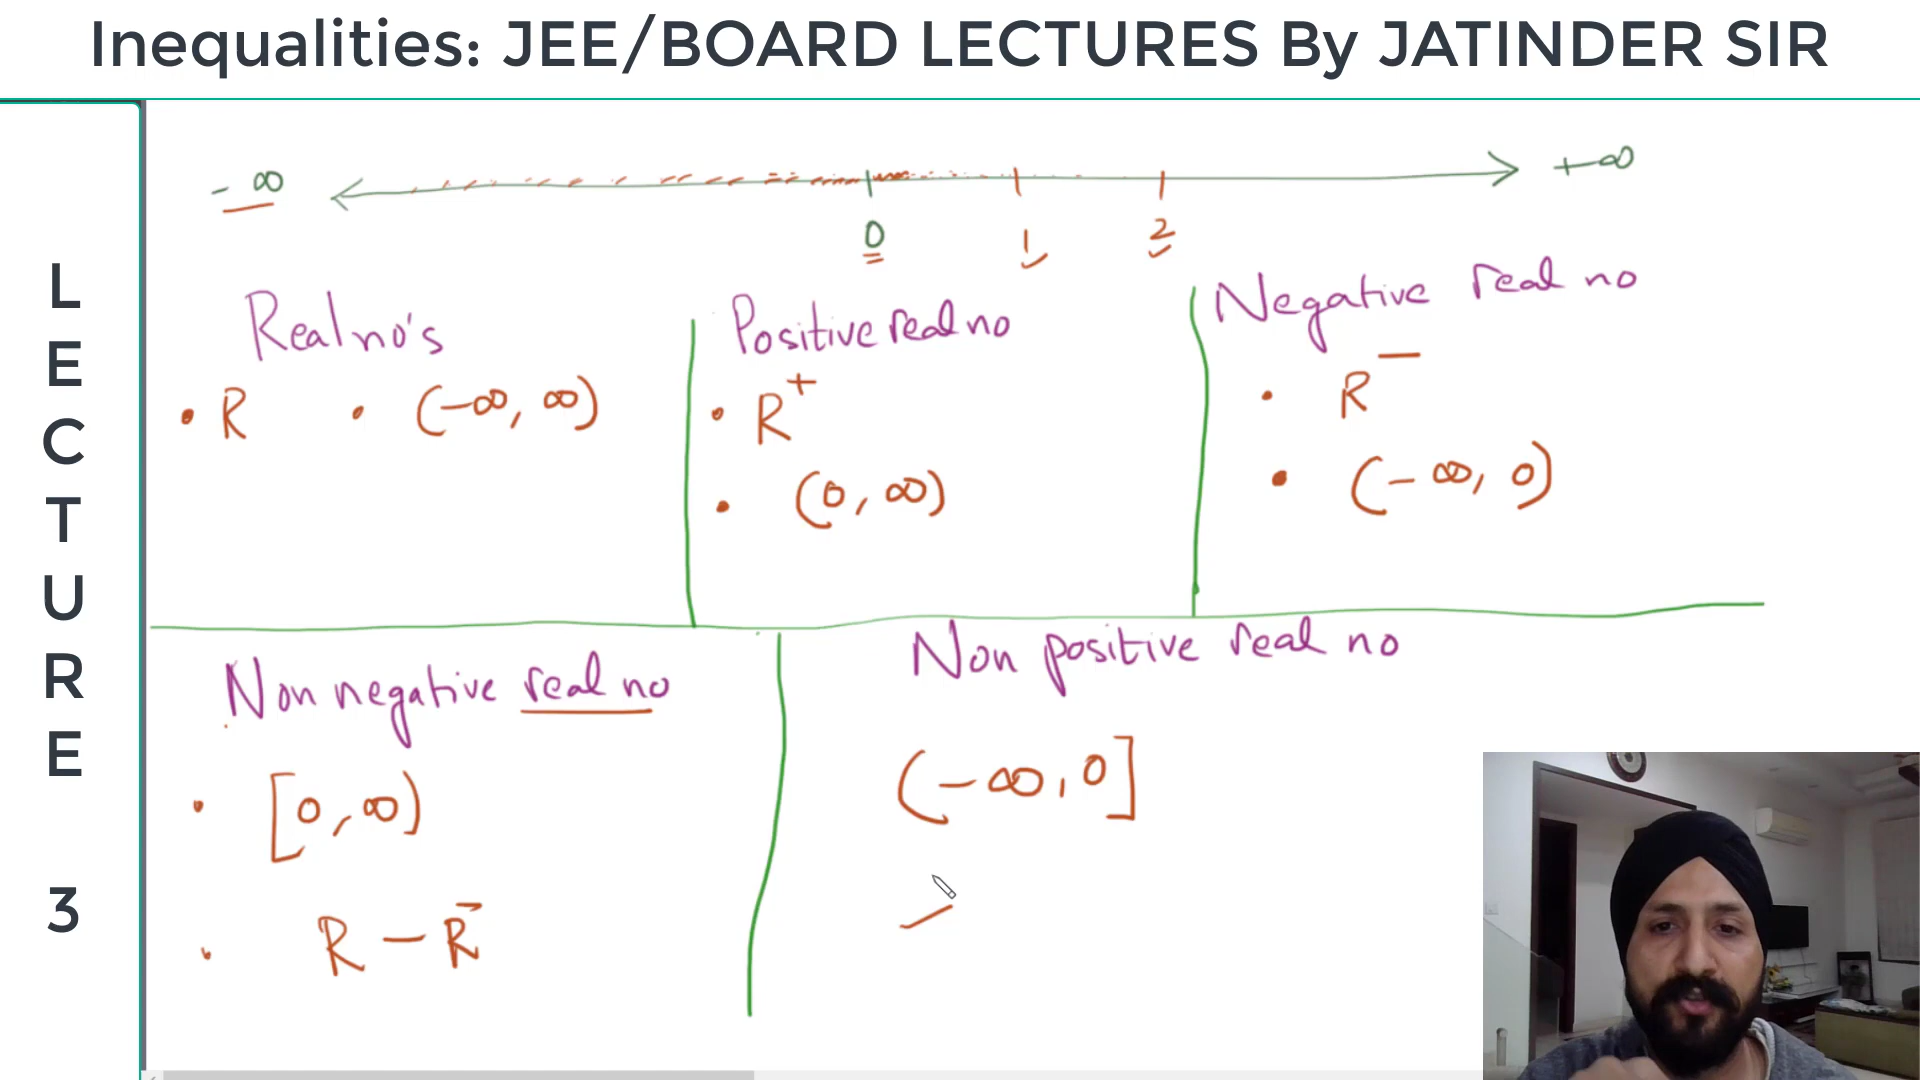 Inequalities: JEE/BOARD LECTURES By JATINDER SIR
LECTURE 3
- ∞ 0 1 2 +∞
Real no's
• R • (-∞, ∞)
Positive real no
• R⁺
• (0, ∞)
Negative real no
• R⁻
• (-∞, 0)
Non negative real no
• [0, ∞)
• R - R⁻
Non positive real no
(-∞, 0]